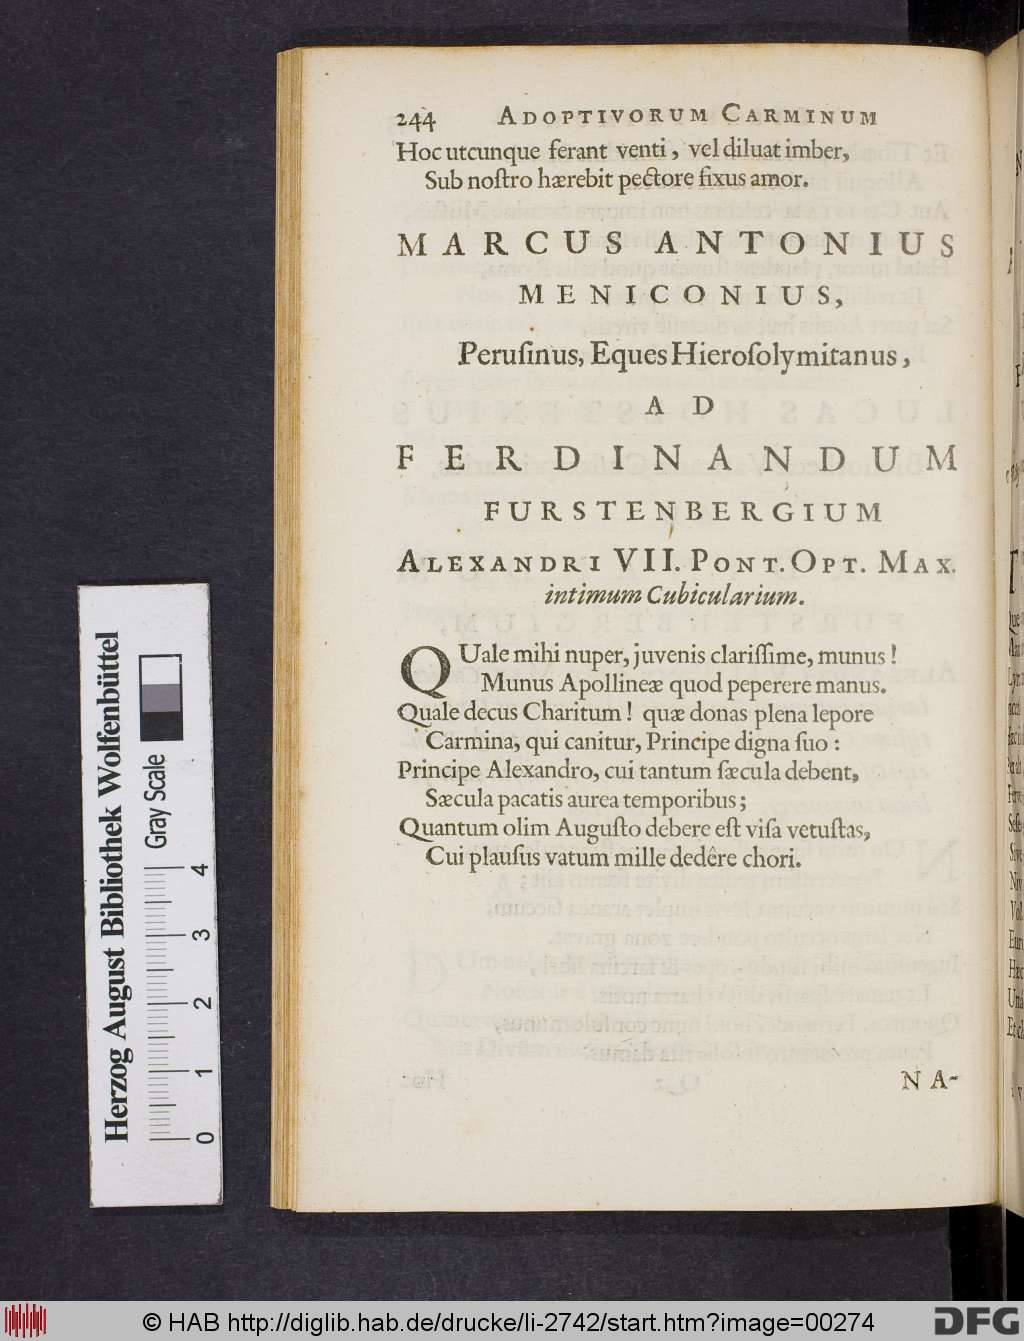 244 ADOPTIVORUM CARMINUM
Hoc utcunque ferant venti, vel diluat imber,
Sub noſtro hærebit pectore fixus amor.
MARCUS ANTONIUS
MENICONIUS,
Peruſinus, Eques Hieroſolymitanus,
AD
FERDINANDUM
FURSTENBERGIUM
ALEXANDRI VII. PONT. OPT. MAX.
intimum Cubicularium.
QUale mihi nuper, juvenis clariſſime, munus!
Munus Apollineæ quod peperere manus.
Quale decus Charitum! quæ donas plena lepore
Carmina, qui canitur, Principe digna ſuo:
Principe Alexandro, cui tantum ſæcula debent,
Sæcula pacatis aurea temporibus;
Quantum olim Auguſto debere eſt viſa vetuſtas,
Cui plauſus vatum mille dedêre chori.
NA-
Herzog August Bibliothek Wolfenbüttel
Gray Scale
0 1 2 3 4
© HAB http://diglib.hab.de/drucke/li-2742/start.htm?image=00274
DFG